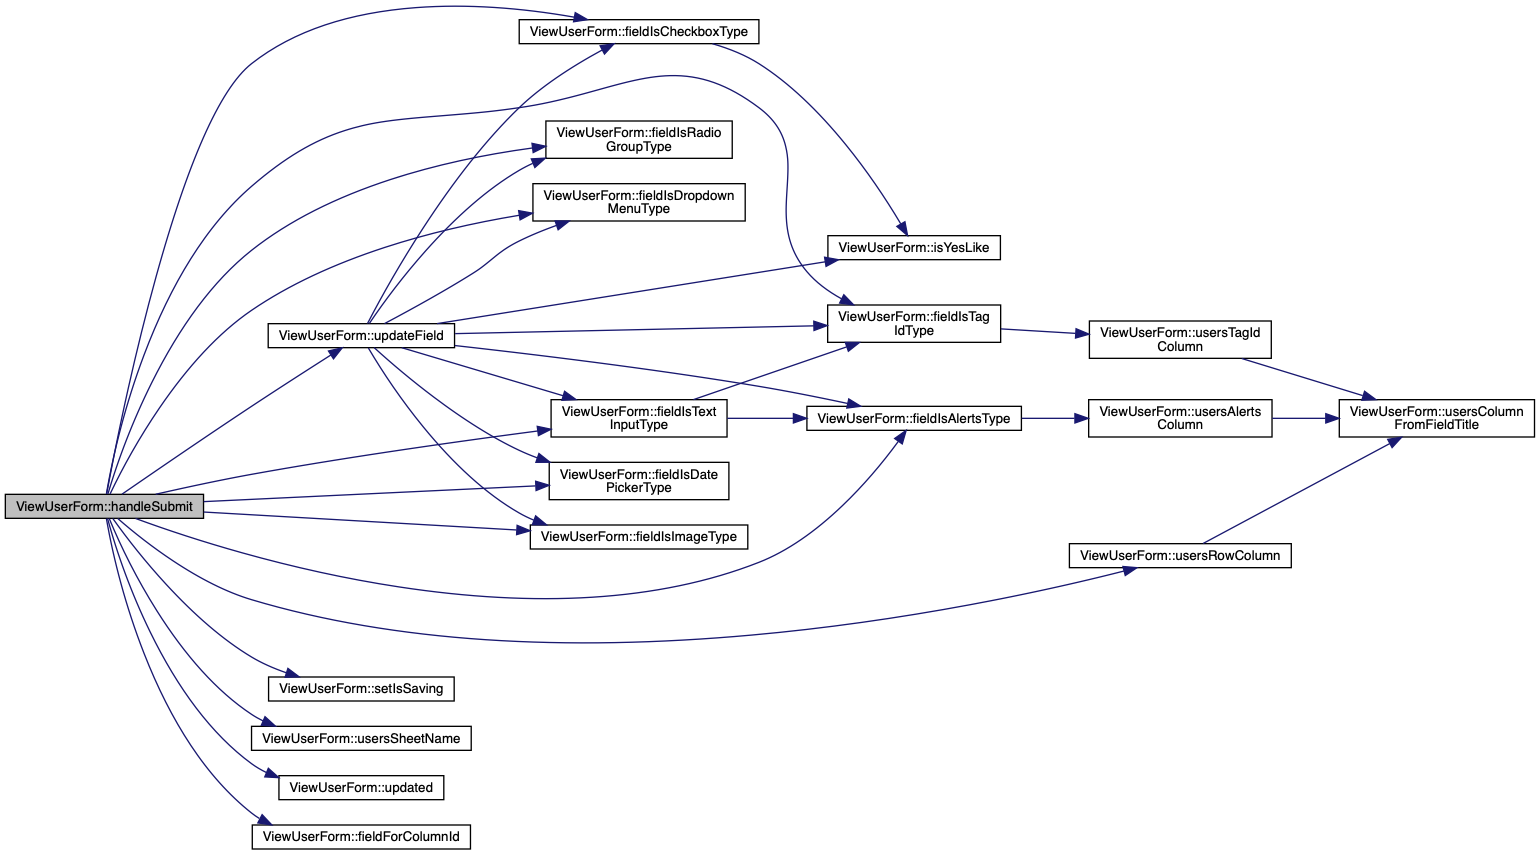 ViewUserForm::fieldIsCheckboxType
ViewUserForm::fieldIsRadio
GroupType
ViewUserForm::fieldIsDropdown
MenuType
ViewUserForm::isYesLike
ViewUserForm::updateField
ViewUserForm::fieldIsTag
IdType
ViewUserForm::usersTagId
Column
ViewUserForm::fieldIsText
InputType
ViewUserForm::fieldIsAlertsType
ViewUserForm::usersAlerts
Column
ViewUserForm::usersColumn
FromFieldTitle
ViewUserForm::fieldIsDate
PickerType
ViewUserForm::handleSubmit
ViewUserForm::fieldIsImageType
ViewUserForm::usersRowColumn
ViewUserForm::setIsSaving
ViewUserForm::usersSheetName
ViewUserForm::updated
ViewUserForm::fieldForColumnId